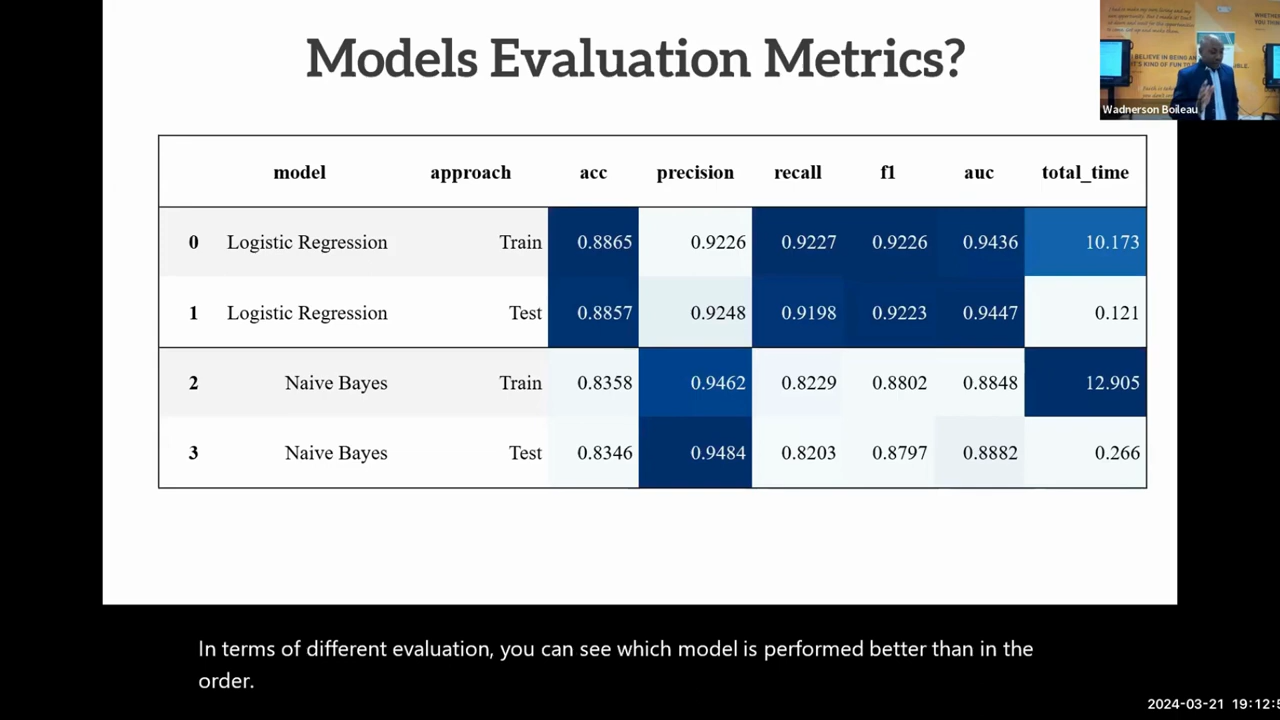 Models Evaluation Metrics?
Wadnerson Boileau
model approach acc precision recall f1 auc total_time
0 Logistic Regression Train 0.8865 0.9226 0.9227 0.9226 0.9436 10.173
1 Logistic Regression Test 0.8857 0.9248 0.9198 0.9223 0.9447 0.121
2 Naive Bayes Train 0.8358 0.9462 0.8229 0.8802 0.8848 12.905
3 Naive Bayes Test 0.8346 0.9484 0.8203 0.8797 0.8882 0.266
In terms of different evaluation, you can see which model is performed better than in the
order.
2024-03-21 19:12:5